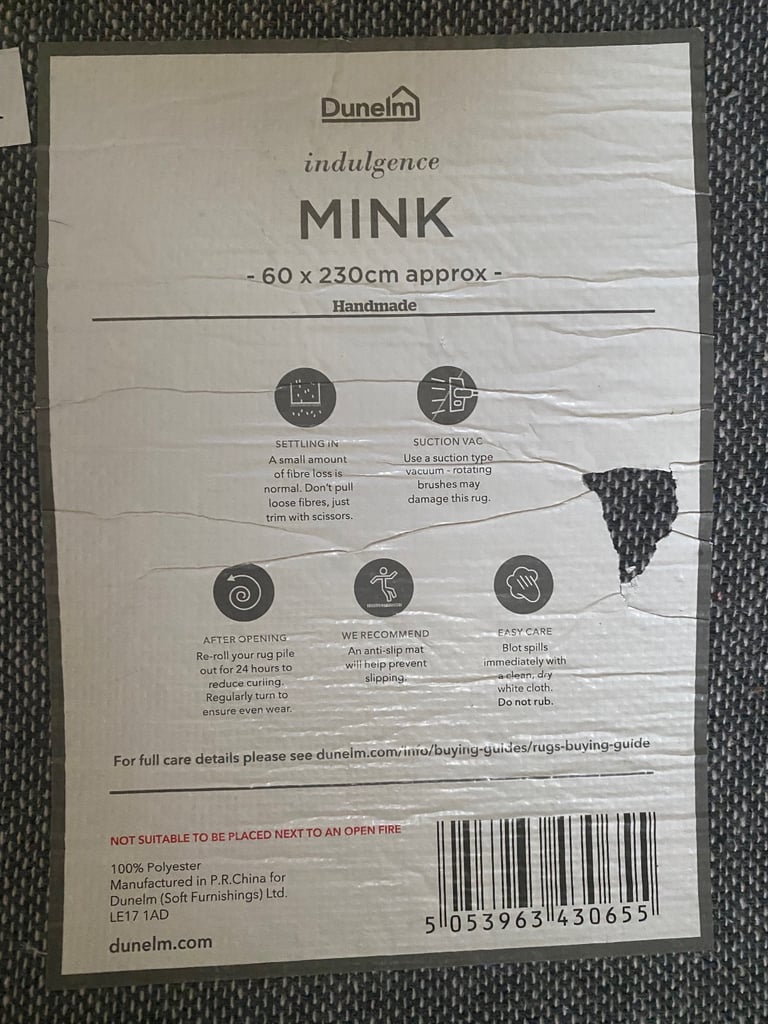 Dunelm
indulgence
MINK
- 60 x 230cm approx -
Handmade
SETTLING IN
A small amount
of fibre loss is
normal. Don't pull
loose fibres, just
trim with scissors.
SUCTION VAC
Use a suction type
vacuum - rotating
brushes may
damage this rug.
AFTER OPENING
Re-roll your rug pile
out for 24 hours to
reduce curling.
Regularly turn to
ensure even wear.
WE RECOMMEND
An anti-slip mat
will help prevent
slipping.
EASY CARE
Blot spills
immediately with
a clean, dry
white cloth.
Do not rub.
For full care details please see dunelm.com/info/buying-guides/rugs-buying-guide
NOT SUITABLE TO BE PLACED NEXT TO AN OPEN FIRE
100% Polyester
Manufactured in P.R.China for
Dunelm (Soft Furnishings) Ltd.
LE17 1AD
dunelm.com
5 053963 430655